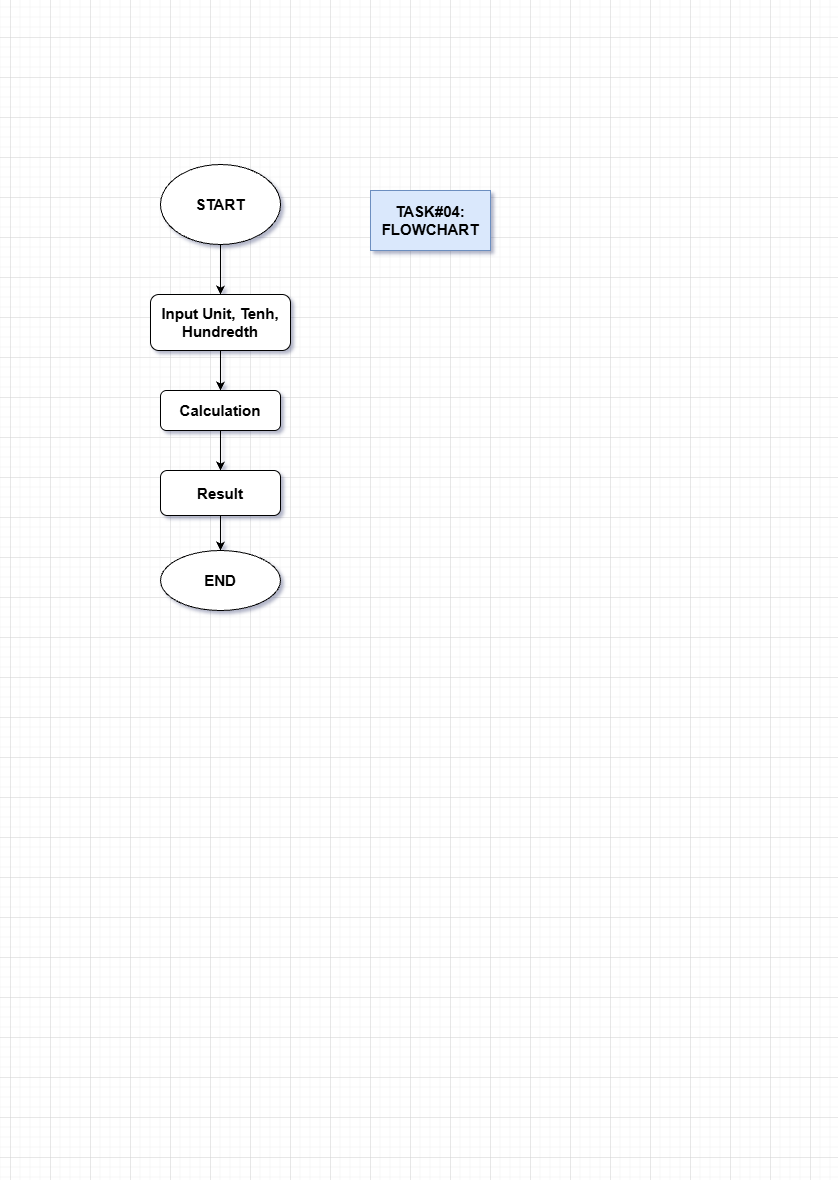 START
TASK#04:
FLOWCHART
Input Unit, Tenh,
Hundredth
Calculation
Result
END